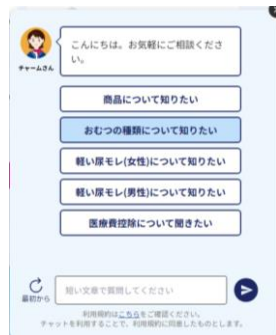 こんにちは。お気軽にご相談くださ
い。
チャームさん
商品について知りたい
おむつの種類について知りたい
軽い尿モレ(女性)について知りたい
軽い尿モレ(男性)について知りたい
医療費控除について聞きたい
最初から
短い文章で質問してください
利用規約はこちらをご確認ください。
チャットを利用することで、利用規約に同意したものとします。